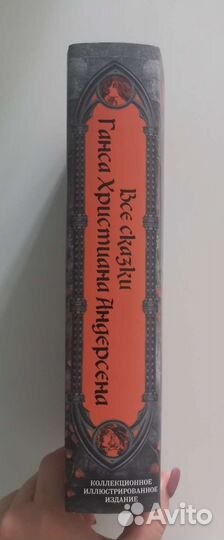 Все сказки
Ганса Христиана Андерсена
КОЛЛЕКЦИОННОЕ
ИЛЛЮСТРИРОВАННОЕ
ИЗДАНИЕ
Avito